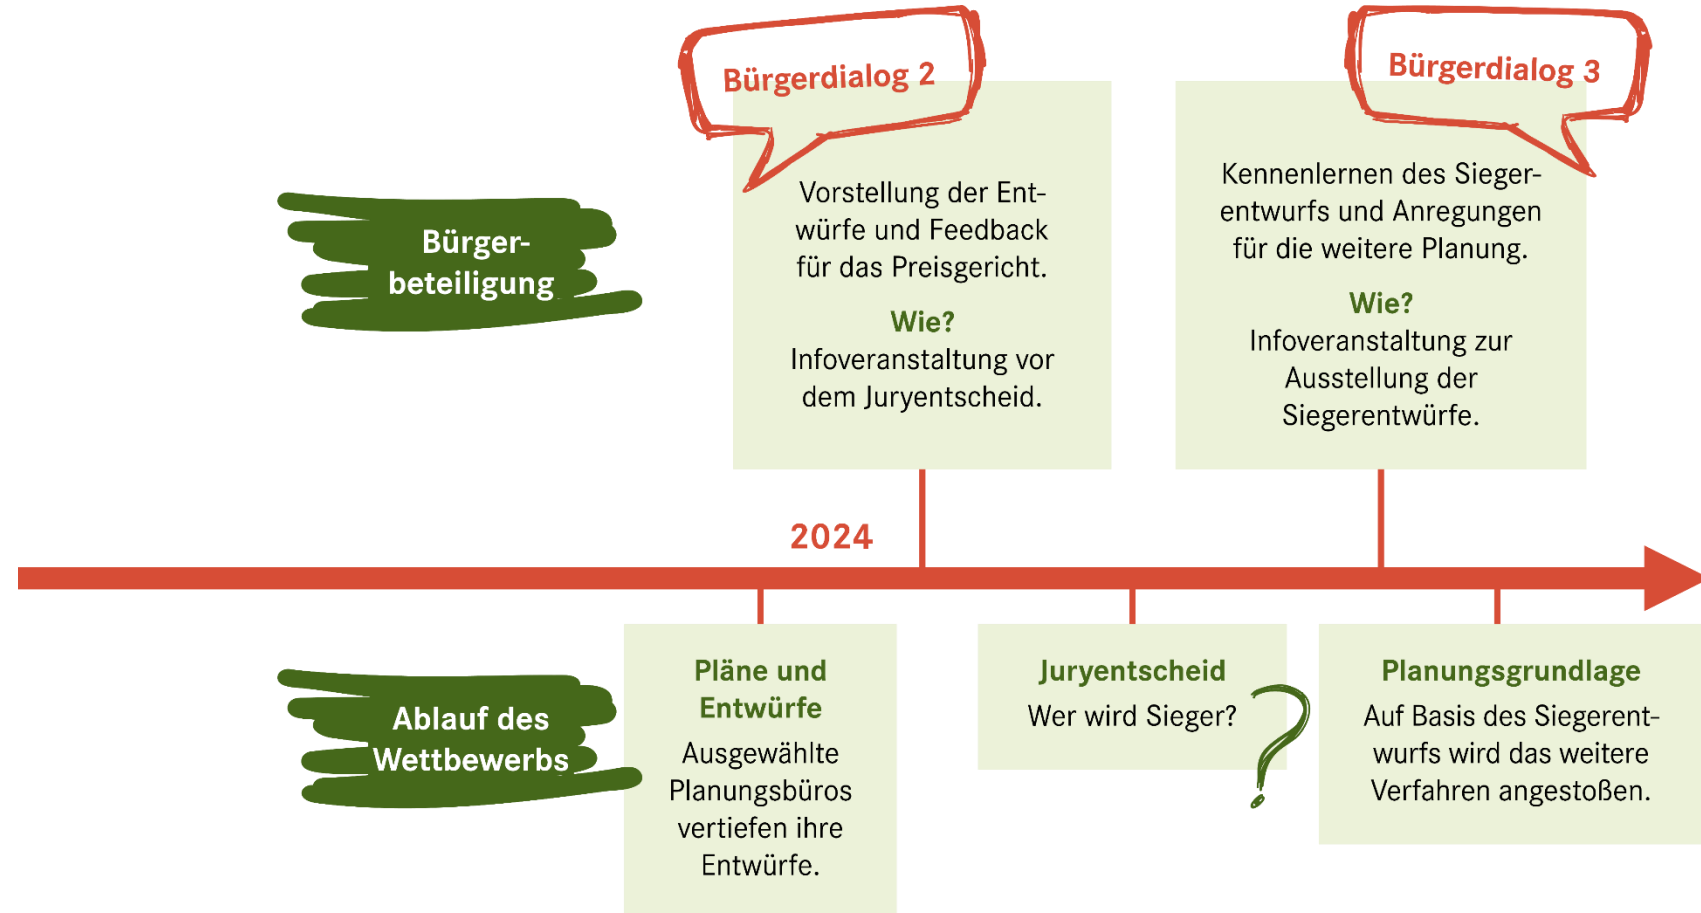 Bürgerdialog 2
Bürgerdialog 3
Bürger-
beteiligung
Vorstellung der Ent-
würfe und Feedback
für das Preisgericht.
Wie?
Infoveranstaltung vor
dem Juryentscheid.
Kennenlernen des Sieger-
entwurfs und Anregungen
für die weitere Planung.
Wie?
Infoveranstaltung zur
Ausstellung der
Siegerentwürfe.
2024
Ablauf des
Wettbewerbs
Pläne und
Entwürfe
Ausgewählte
Planungsbüros
vertiefen ihre
Entwürfe.
Juryentscheid
Wer wird Sieger?
?
Planungsgrundlage
Auf Basis des Siegerent-
wurfs wird das weitere
Verfahren angestoßen.